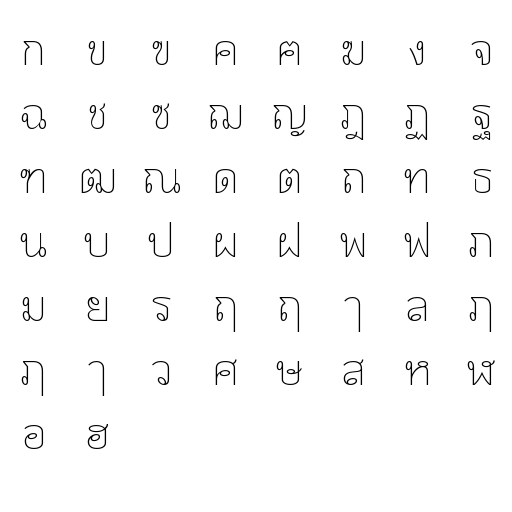 ก ข ฃ ค ฅ ฆ ง จ
ฉ ช ซ ฌ ญ ฎ ฏ ฐ
ฑ ฒ ณ ด ต ถ ท ธ
น บ ป ผ ฝ พ ฟ ภ
ม ย ร ฤ ฤ ๅ ล ฦ
ฦ ๅ ว ศ ษ ส ห ฬ
อ ฮ